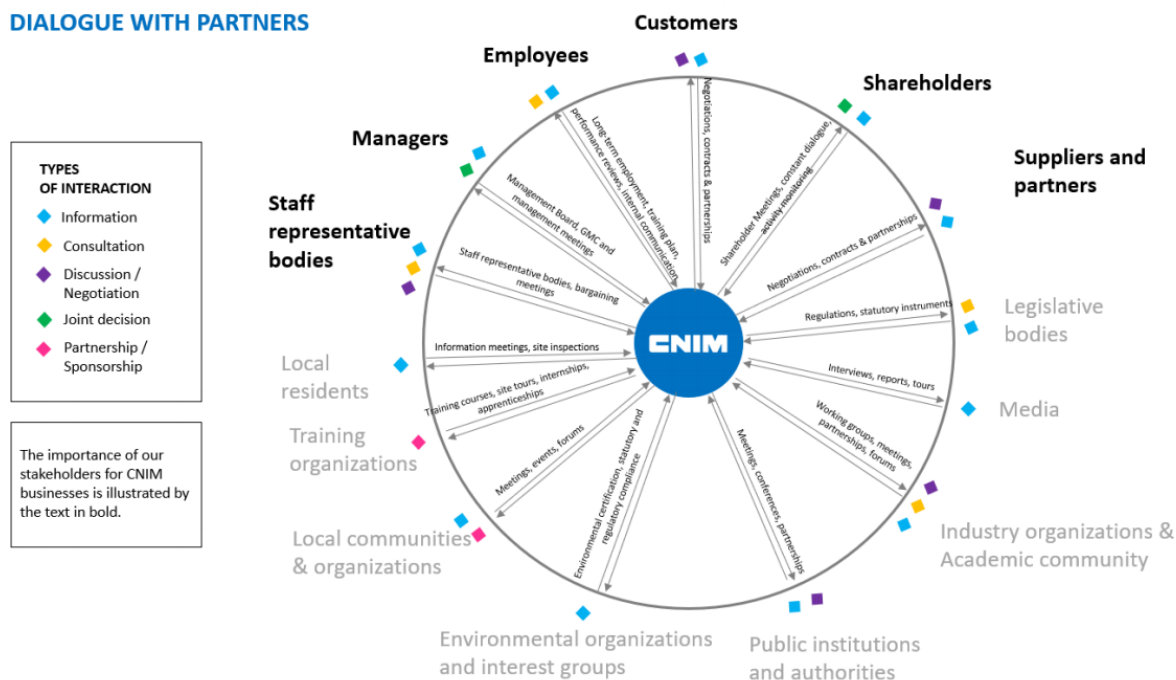 DIALOGUE WITH PARTNERS
Customers
Employees
Shareholders
Managers
Suppliers and
partners
Staff
representative
bodies
TYPES
OF INTERACTION
Information
Consultation
Discussion /
Negotiation
Joint decision
Partnership /
Sponsorship
The importance of our
stakeholders for CNIM
businesses is illustrated by
the text in bold.
Negotiations, contracts & partnerships
Shareholder Meetings, constant dialogue,
activity monitoring
Negotiations, contracts & partnerships
Regulations, statutory instruments
Legislative
bodies
Interviews, reports, tours
Media
Working groups, meetings,
partnerships, forums
Industry organizations &
Academic community
Meetings, conferences, partnerships
Public institutions
and authorities
Environmental certification, statutory and
regulatory compliance
Environmental organizations
and interest groups
Meetings, events, forums
Local communities
& organizations
Training courses, site tours, internships,
apprenticeships
Training
organizations
Information meetings, site inspections
Local
residents
Staff representative bodies, bargaining
meetings
Management Board, GMC and
management meetings
Long-term employment, training plan,
performance reviews, internal communication
CNIM